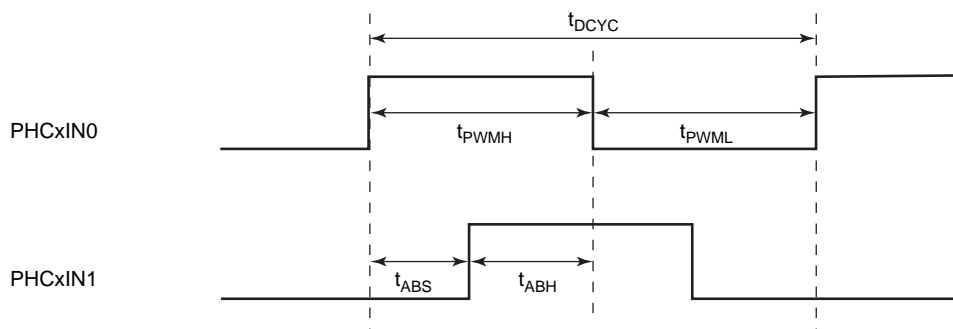 tDCYC
PHCxIN0
tPWMH
tPWML
PHCxIN1
tABS
tABH